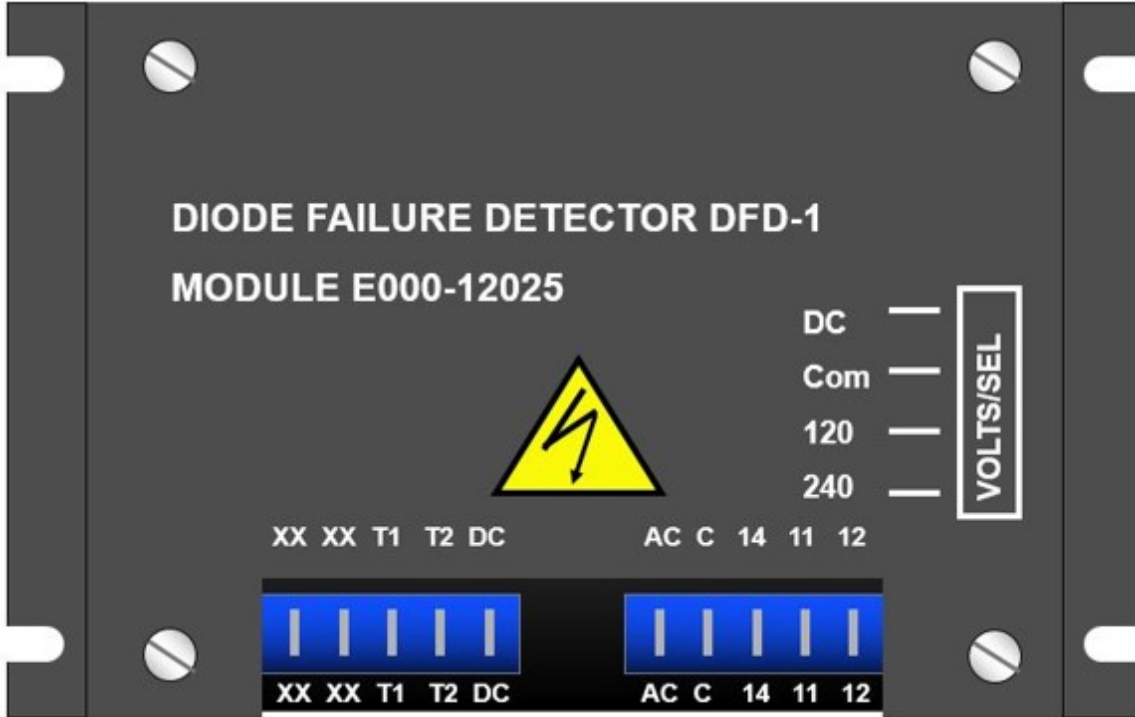 DIODE FAILURE DETECTOR DFD-1
MODULE E000-12025
DC
Com
120
240
VOLTS/SEL
XX XX T1 T2 DC
AC C 14 11 12
XX XX T1 T2 DC
AC C 14 11 12